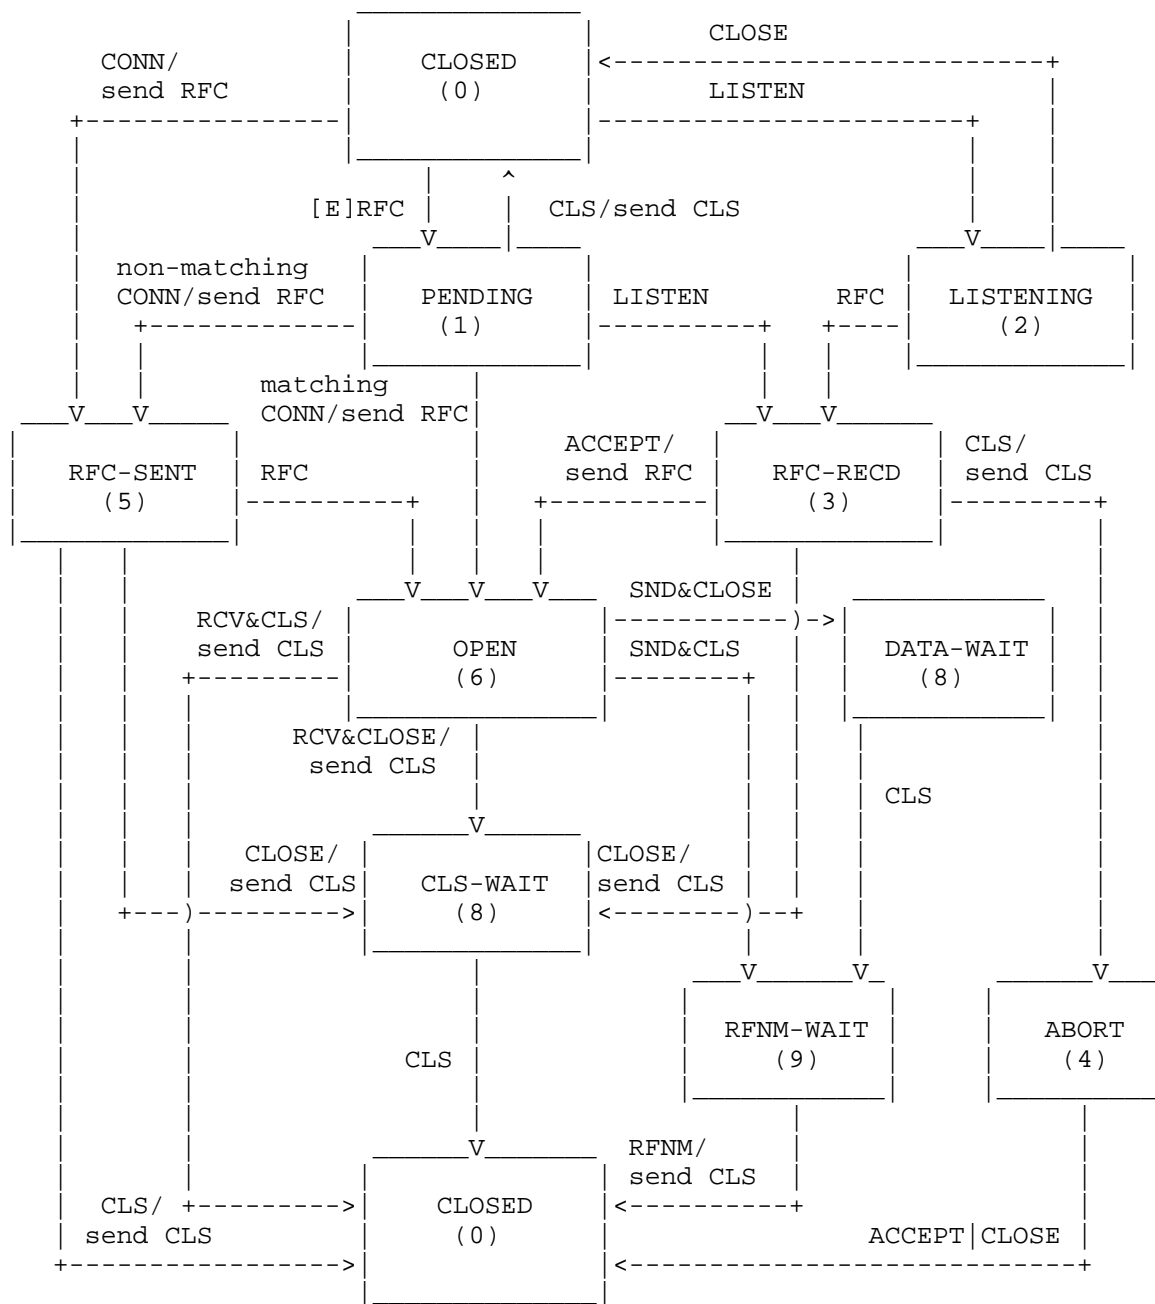 CLOSE
CONN/ CLOSED
send RFC (0) LISTEN
[E]RFC CLS/send CLS
non-matching
CONN/send RFC PENDING LISTEN RFC LISTENING
(1) (2)
matching
CONN/send RFC
ACCEPT/ CLS/
RFC-SENT RFC send RFC RFC-RECD send CLS
(5) (3)
SND&CLOSE
RCV&CLS/
send CLS OPEN SND&CLS DATA-WAIT
(6) (8)
RCV&CLOSE/
send CLS
CLS
CLOSE/ CLOSE/
send CLS CLS-WAIT send CLS
(8)
RFNM-WAIT ABORT
CLS (9) (4)
RFNM/
send CLS
CLS/ CLOSED
send CLS (0) ACCEPT|CLOSE